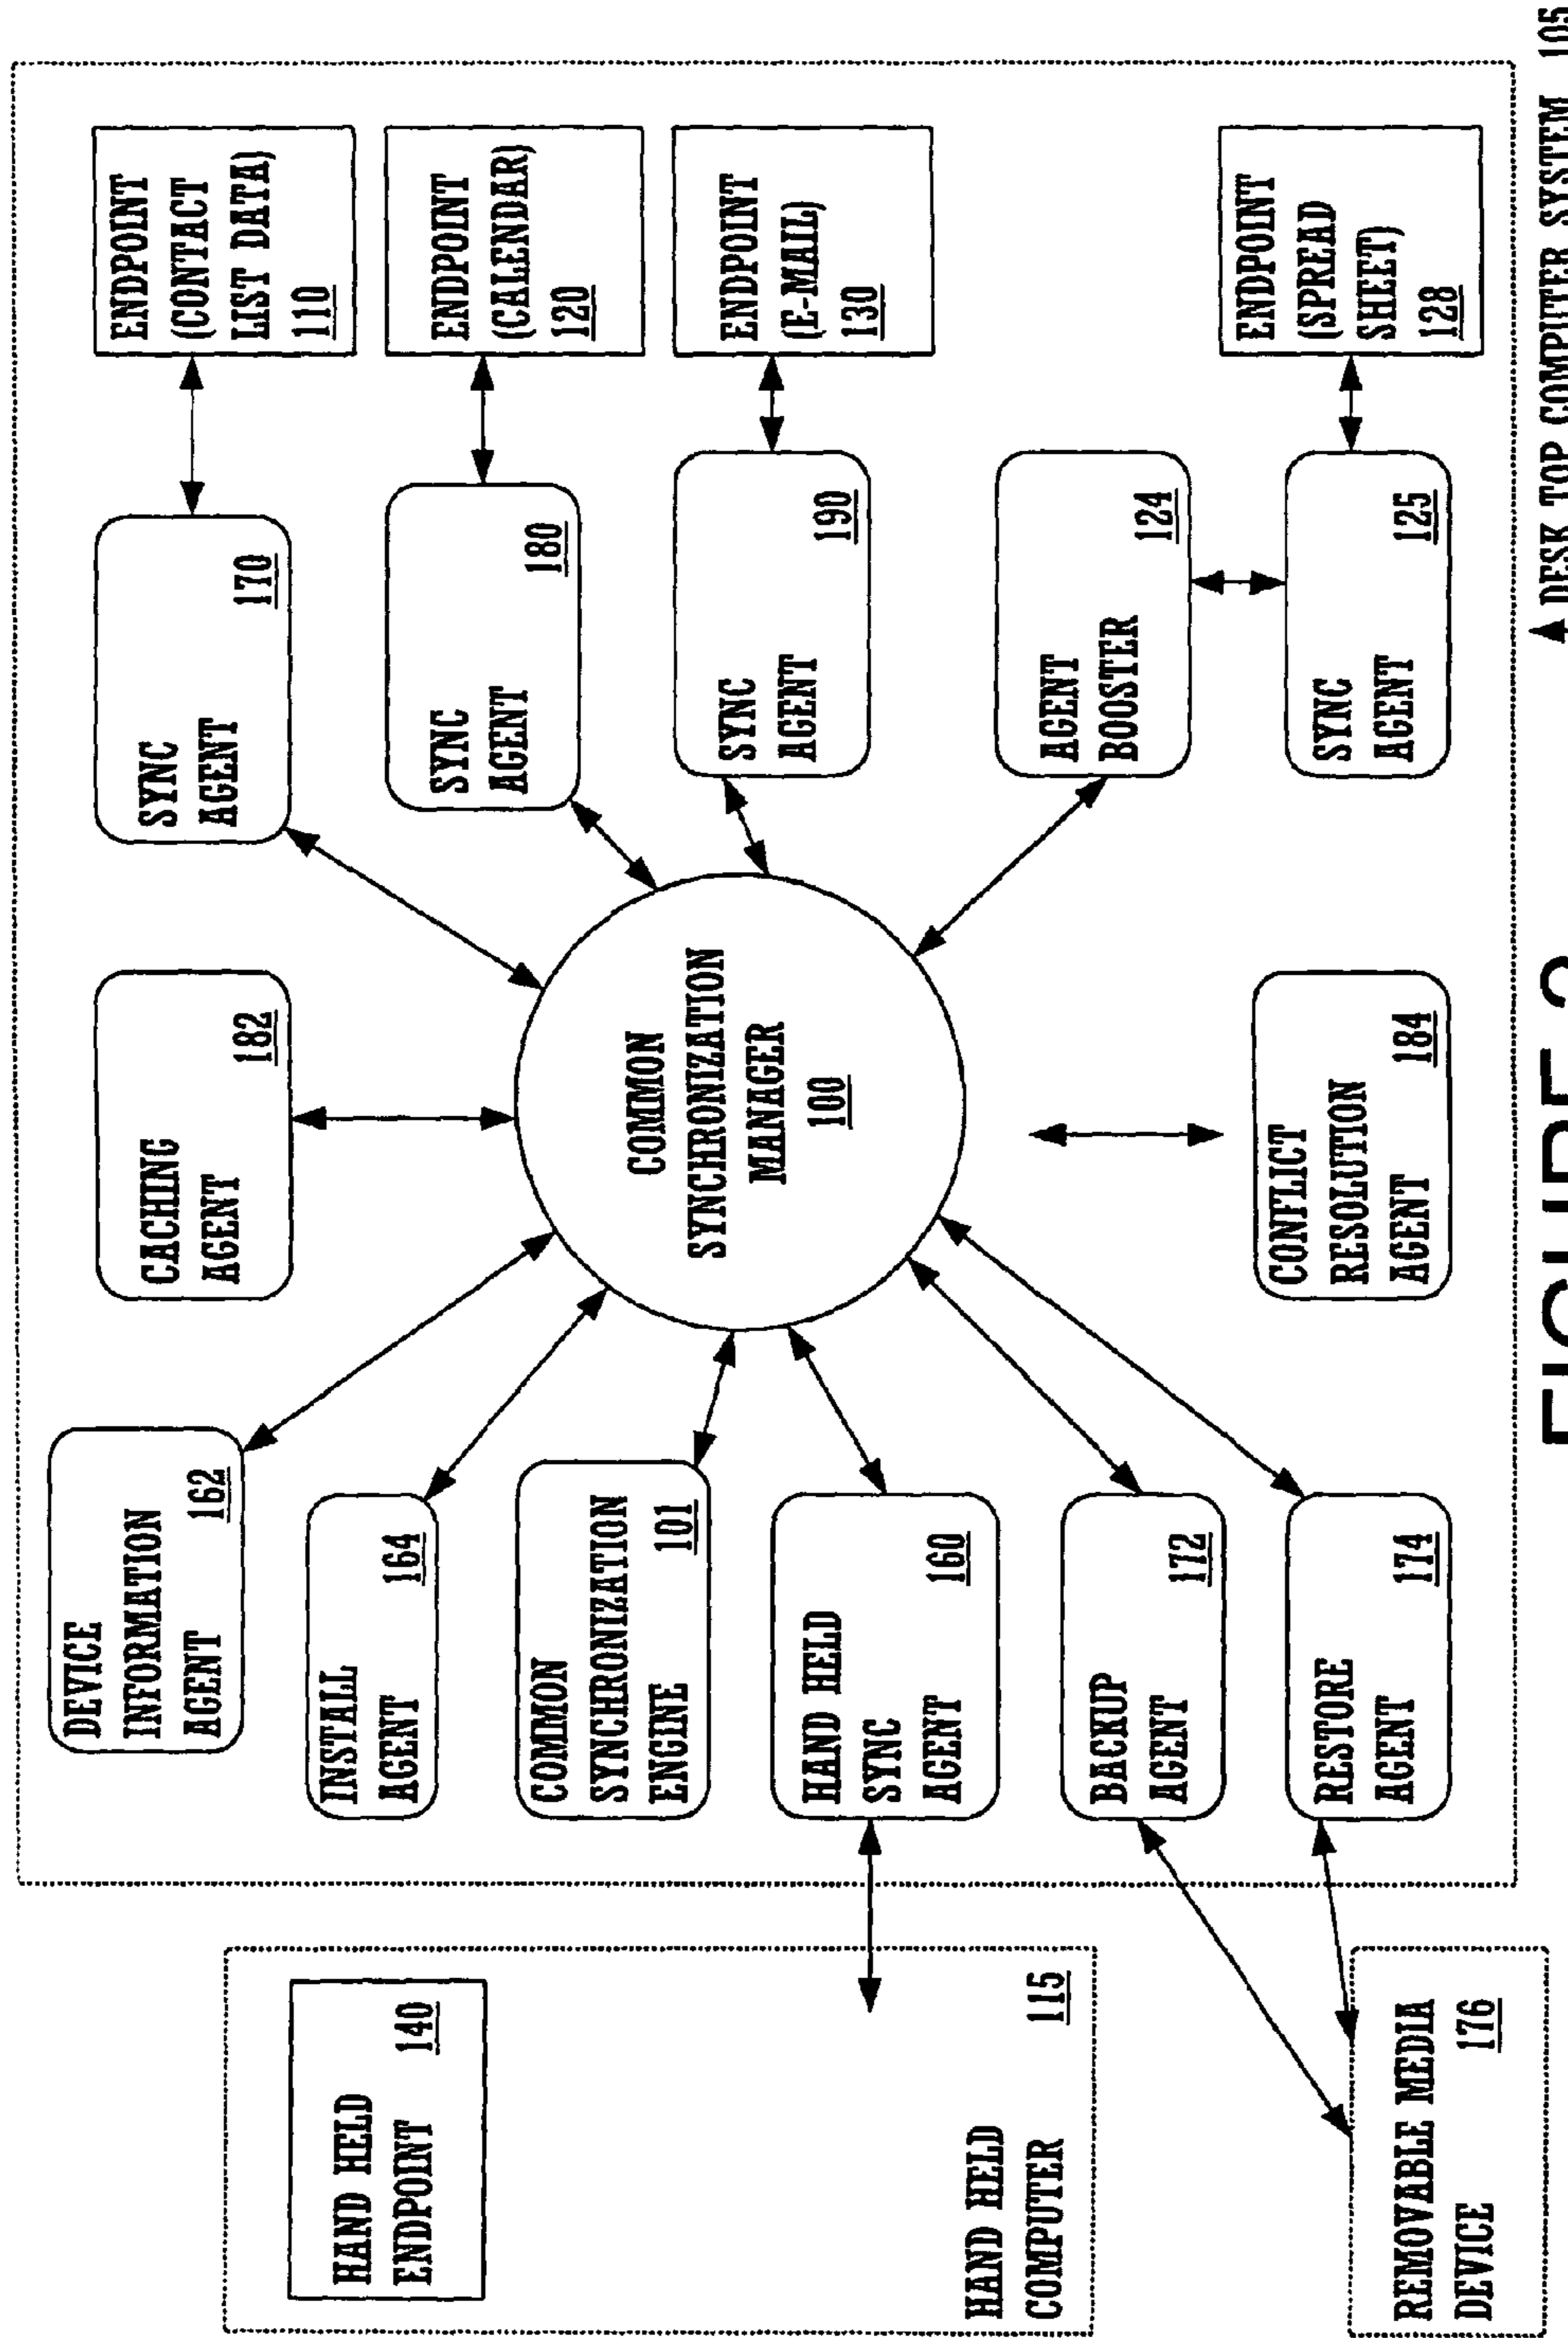 HAND HELD
ENDPOINT 140
HAND HELD
COMPUTER 115
REMOVABLE MEDIA
DEVICE 176
DEVICE
INFORMATION
AGENT 162
INSTALL
AGENT 164
COMMON
SYNCHRONIZATION
ENGINE 101
HAND HELD
SYNC
AGENT 160
BACKUP
AGENT 172
RESTORE
AGENT 174
CACHING
AGENT 182
COMMON
SYNCHRONIZATION
MANAGER
100
CONFLICT
RESOLUTION
AGENT 184
SYNC
AGENT 170
SYNC
AGENT 180
SYNC
AGENT 190
AGENT
BOOSTER 124
SYNC
AGENT 125
ENDPOINT
(CONTACT
LIST DATA)
110
ENDPOINT
(CALENDAR)
120
ENDPOINT
(E-MAIL)
130
ENDPOINT
(SPREAD
SHEET)
128
DESK TOP COMPUTER SYSTEM 105
FIGURE